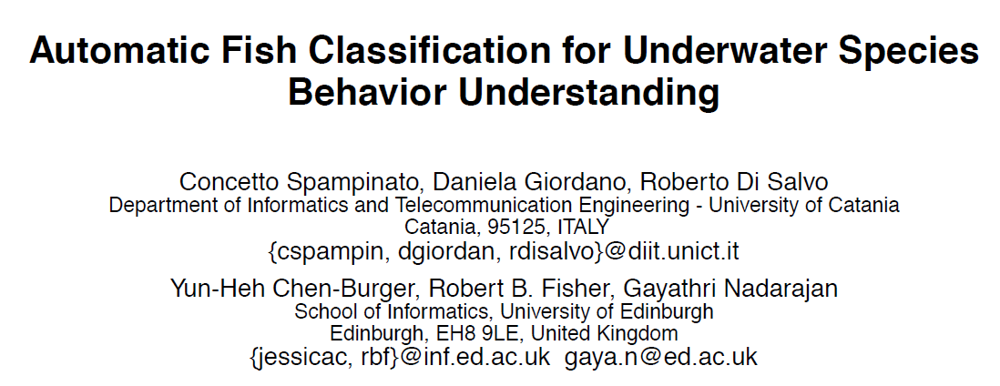 Automatic Fish Classification for Underwater Species
Behavior Understanding
Concetto Spampinato, Daniela Giordano, Roberto Di Salvo
Department of Informatics and Telecommunication Engineering - University of Catania
Catania, 95125, ITALY
{cspampin, dgiordan, rdisalvo}@diit.unict.it
Yun-Heh Chen-Burger, Robert B. Fisher, Gayathri Nadarajan
School of Informatics, University of Edinburgh
Edinburgh, EH8 9LE, United Kingdom
{jessicac, rbf}@inf.ed.ac.uk gaya.n@ed.ac.uk